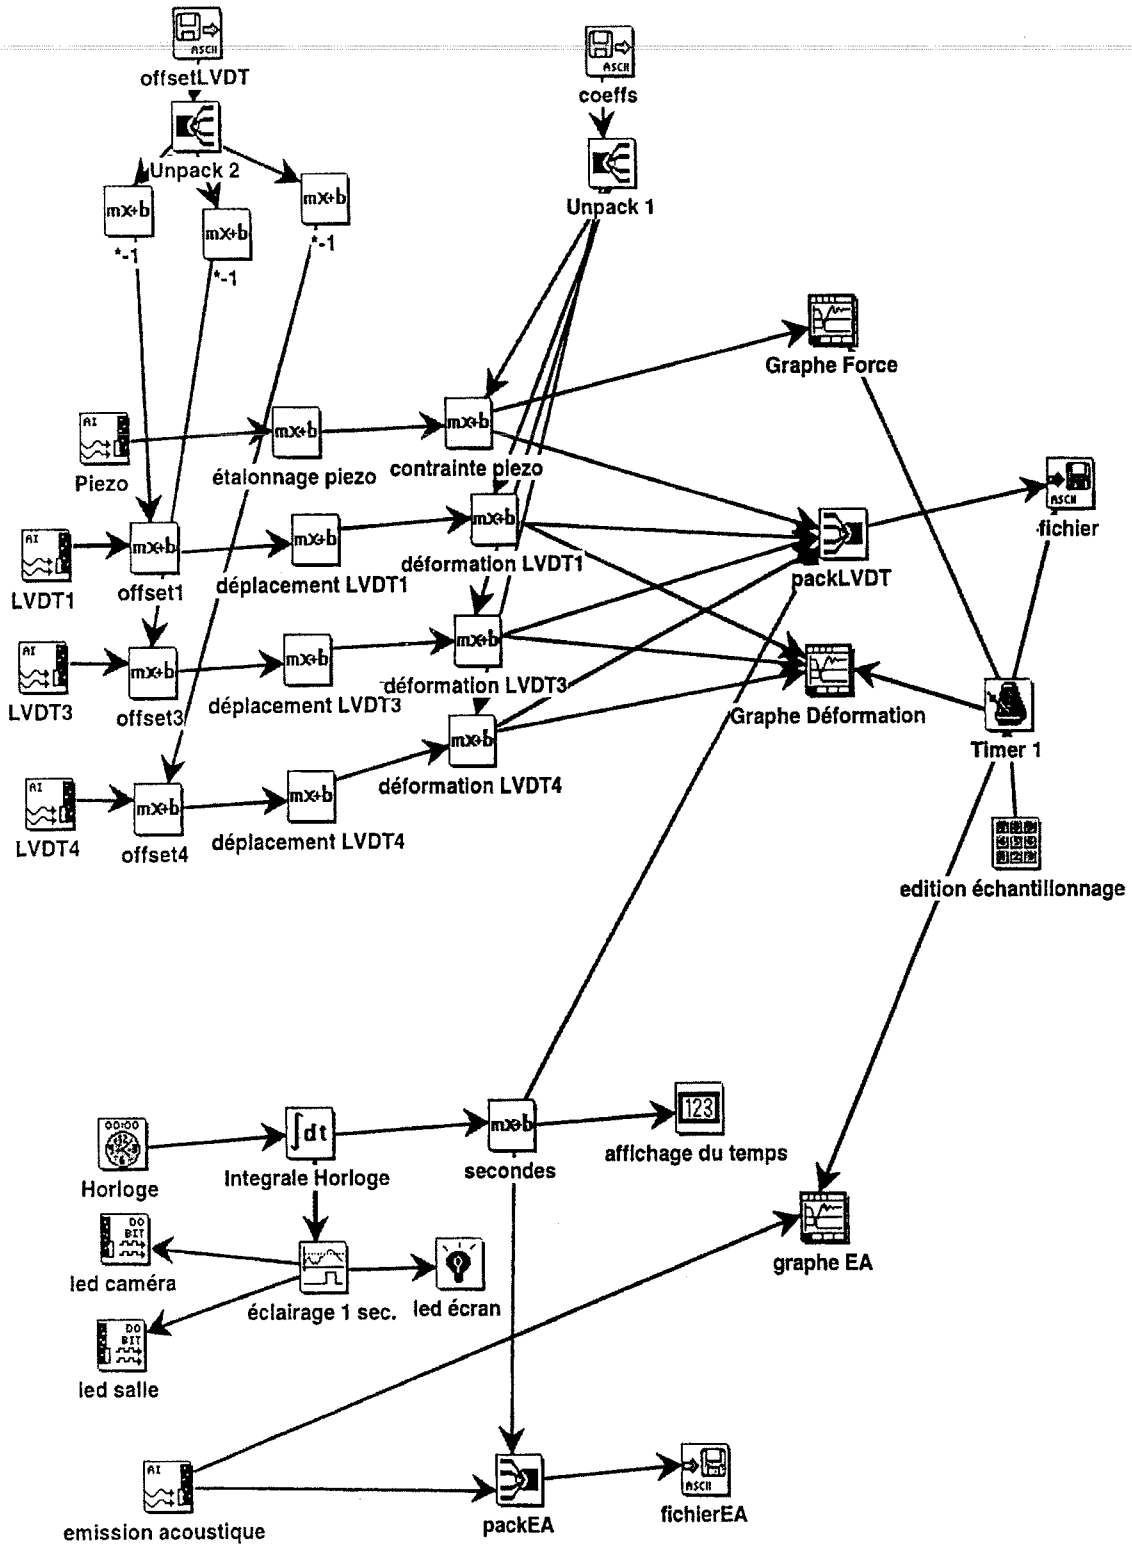 ASCII
offsetLVDT
ASCII
coeffs
Unpack 2
Unpack 1
mx+b
mx+b
mx+b
*-1
*-1
*-1
Graphe Force
AI
Piezo
mx+b
étalonnage piezo
mx+b
contrainte piezo
ASCII
fichier
AI
LVDT1
mx+b
offset1
mx+b
déplacement LVDT1
mx+b
déformation LVDT1
packLVDT
AI
LVDT3
mx+b
offset3
mx+b
déplacement LVDT3
mx+b
déformation LVDT3
Graphe Déformation
Timer 1
AI
LVDT4
mx+b
offset4
mx+b
déplacement LVDT4
mx+b
déformation LVDT4
edition échantillonnage
00:00
Horloge
∫dt
Integrale Horloge
mx+b
secondes
123
affichage du temps
DO
BIT
led caméra
éclairage 1 sec.
led écran
graphe EA
DO
BIT
led salle
AI
emission acoustique
packEA
ASCII
fichierEA